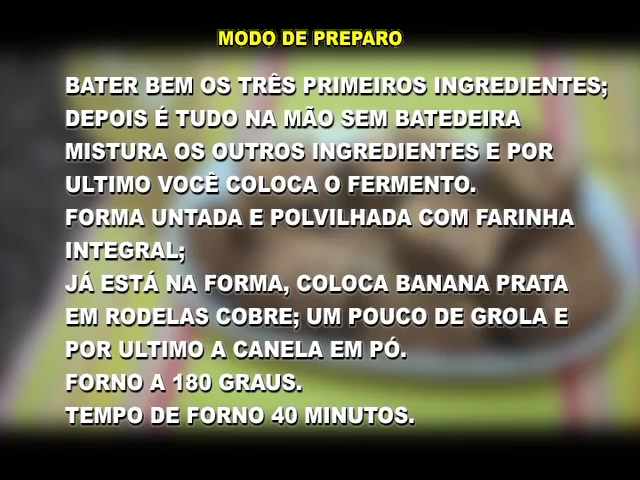 MODO DE PREPARO
BATER BEM OS TRÊS PRIMEIROS INGREDIENTES;
DEPOIS É TUDO NA MÃO SEM BATEDEIRA
MISTURA OS OUTROS INGREDIENTES E POR
ULTIMO VOCÊ COLOCA O FERMENTO.
FORMA UNTADA E POLVILHADA COM FARINHA
INTEGRAL;
JÁ ESTÁ NA FORMA, COLOCA BANANA PRATA
EM RODELAS COBRE; UM POUCO DE GROLA E
POR ULTIMO A CANELA EM PÓ.
FORNO A 180 GRAUS.
TEMPO DE FORNO 40 MINUTOS.